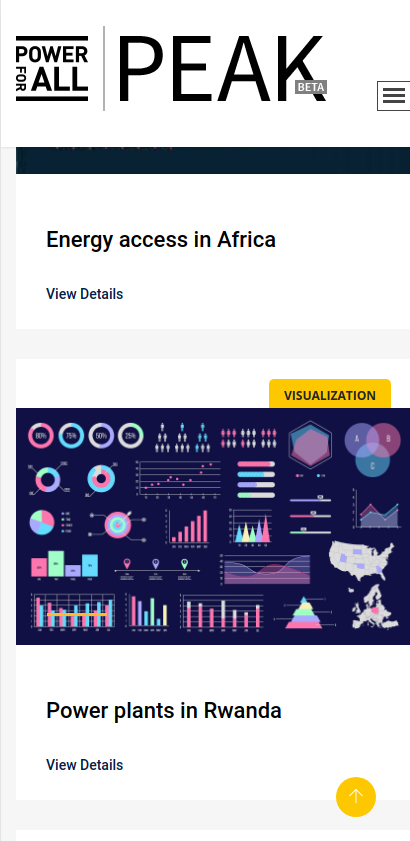 POWER
FOR
ALL
PEAK
BETA
Energy access in Africa
View Details
VISUALIZATION
80%
75%
50%
25%
A
B
C
Power plants in Rwanda
View Details